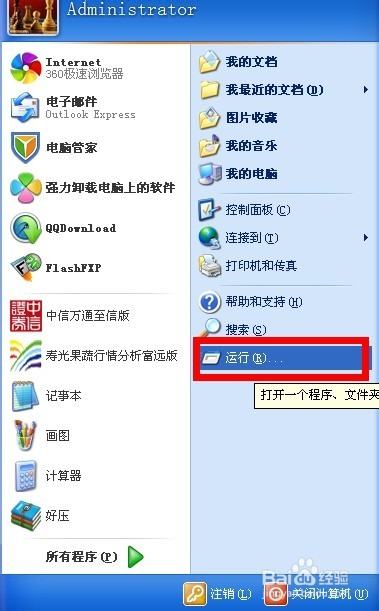 Administrator
Internet
360极速浏览器
电子邮件
Outlook Express
电脑管家
强力卸载电脑上的软件
QQDownload
FlashFXP
中信万通至信版
寿光果蔬行情分析富远版
记事本
画图
计算器
好压
所有程序(P)
我的文档
我最近的文档(D)
图片收藏
我的音乐
我的电脑
控制面板(C)
连接到(T)
打印机和传真
帮助和支持(H)
搜索(S)
运行(R)...
打开一个程序、文件夹
注销(L)
关闭计算机(U)
Baidu经验